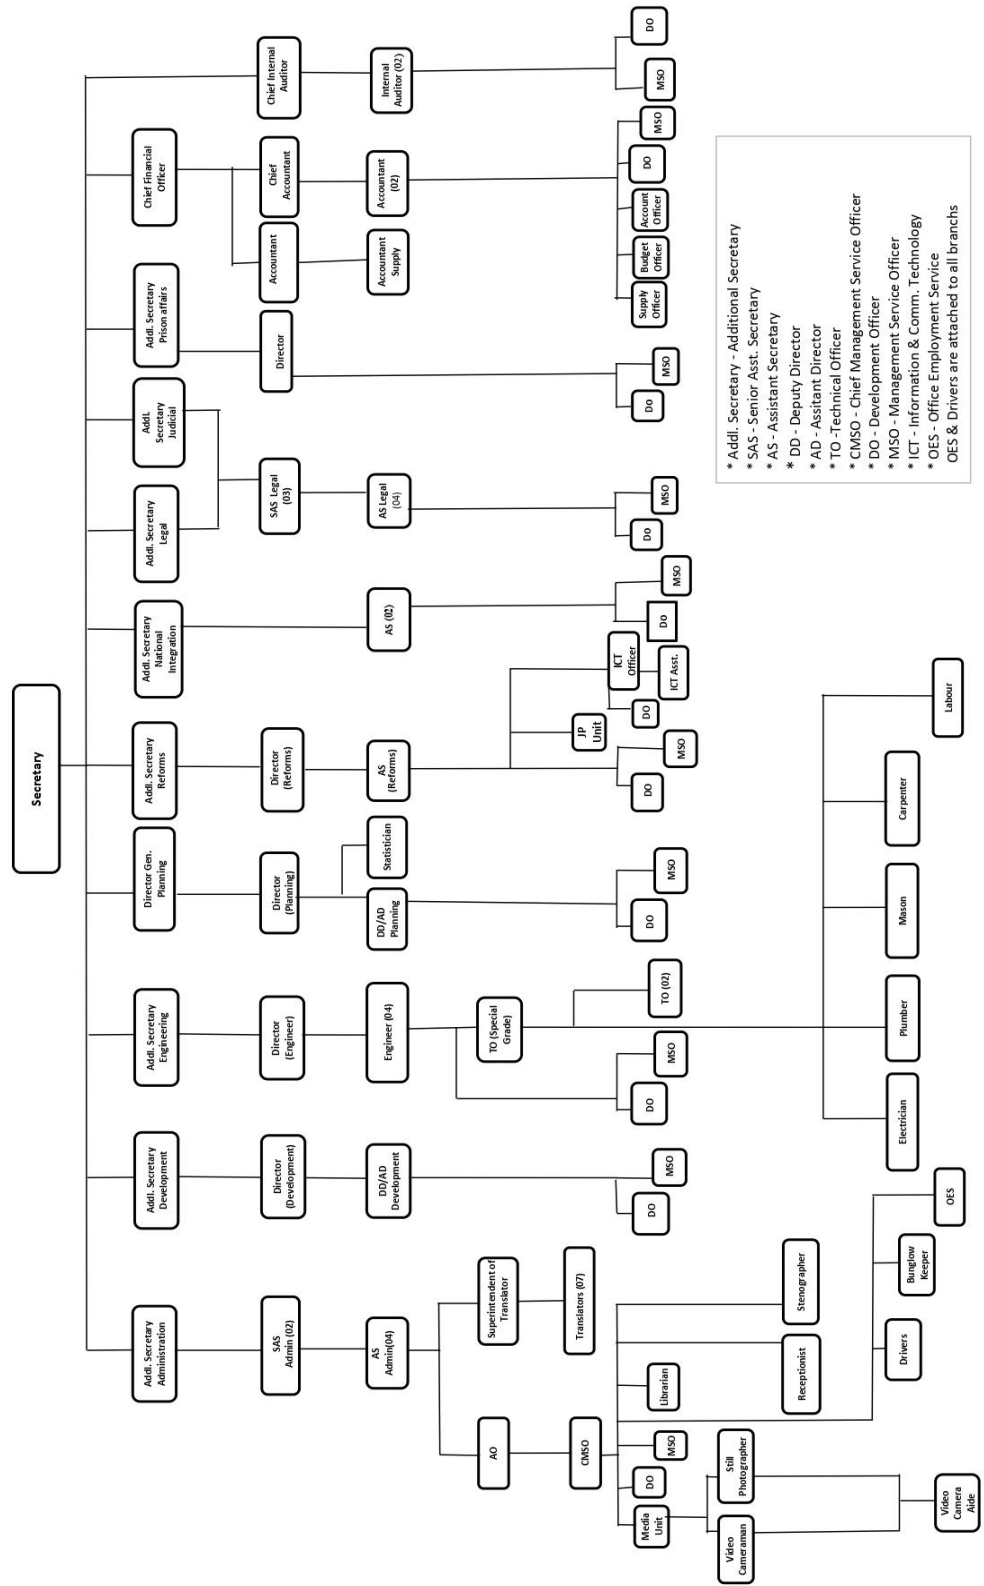 Secretary
Addl. Secretary
Administration
Addl. Secretary
Development
Addl. Secretary
Engineering
Director Gen.
Planning
Addl. Secretary
Reforms
Addl. Secretary
National
Integration
Addl. Secretary
Legal
Addl.
Secretary
Judicial
Addl. Secretary
Prison affairs
Chief Financial
Officer
SAS
Admin (02)
Director
(Development)
Director
(Engineer)
Director
(Planning)
Director
(Reforms)
SAS Legal
(03)
Director
Accountant
Chief
Accountant
Chief Internal
Auditor
AS
Admin(04)
DD/AD
Development
Engineer (04)
DD/AD
Planning
Statistician
AS
(Reforms)
AS (02)
AS Legal
(04)
Accountant
Supply
Accountant
(02)
Internal
Auditor (02)
AO
Superintendent of
Translator
TO (Special
Grade)
CMSO
Translators (07)
JP
Unit
ICT
Officer
Media
Unit
DO
MSO
Librarian
DO
MSO
DO
MSO
TO (02)
DO
MSO
DO
MSO
DO
ICT Asst.
DO
MSO
DO
MSO
DO
MSO
Supply
Officer
Budget
Officer
Account
Officer
DO
MSO
MSO
DO
Video
Cameraman
Still
Photographer
Receptionist
Stenographer
Drivers
Bunglow
Keeper
OES
Electrician
Plumber
Mason
Carpenter
Labour
Video
Camera
Aide
* Addl. Secretary - Additional Secretary
* SAS - Senior Asst. Secretary
* AS - Assistant Secretary
* DD - Deputy Director
* AD - Assitant Director
* TO -Technical Officer
* CMSO - Chief Management Service Officer
* DO - Development Officer
* MSO - Management Service Officer
* ICT - Information & Comm. Technology
* OES - Office Employment Service
OES & Drivers are attached to all branchs